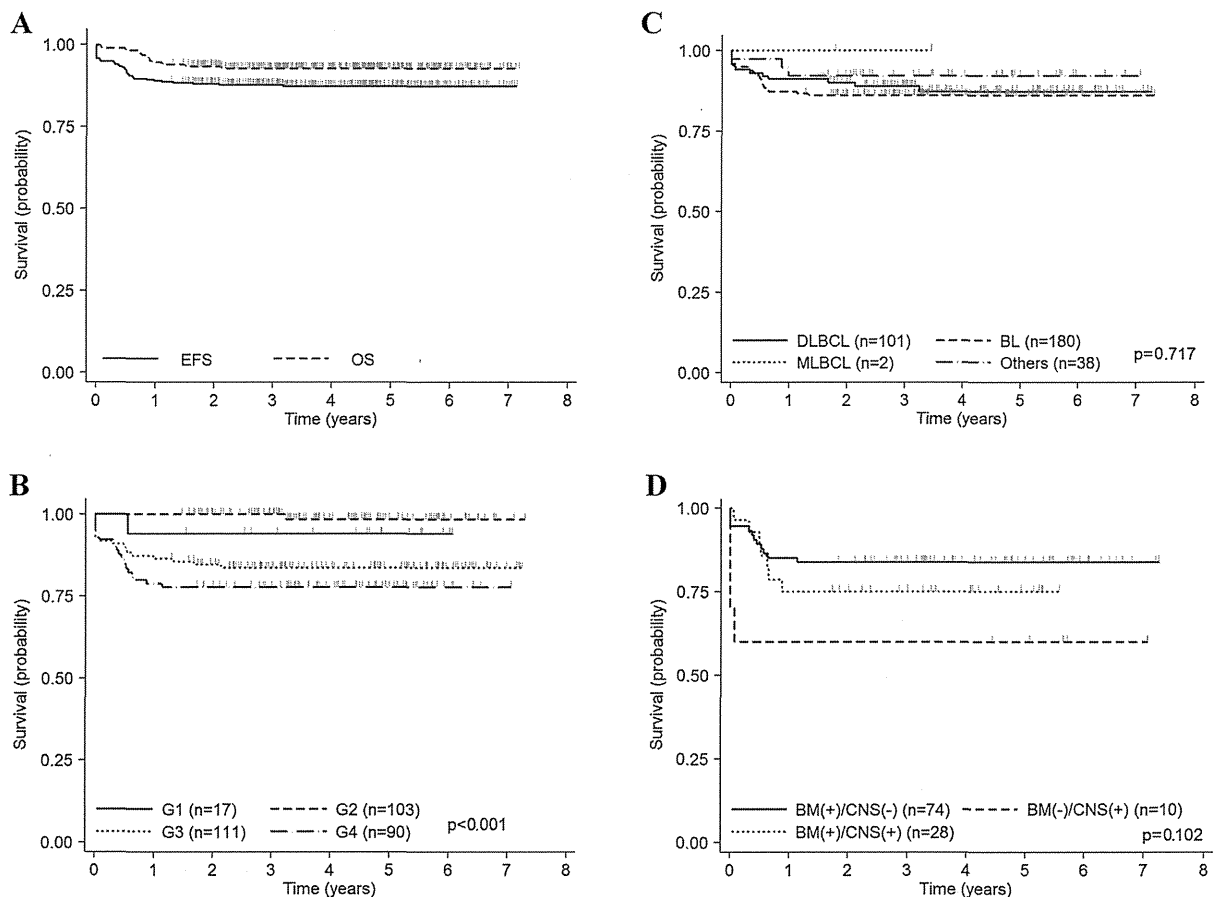 A
Survival (probability)
1.00
0.75
0.50
0.25
0.00
EFS OS
0 1 2 3 4 5 6 7 8
Time (years)
B
Survival (probability)
1.00
0.75
0.50
0.25
0.00
G1 (n=17) G2 (n=103)
G3 (n=111) G4 (n=90)
p<0.001
0 1 2 3 4 5 6 7 8
Time (years)
C
Survival (probability)
1.00
0.75
0.50
0.25
0.00
DLBCL (n=101) BL (n=180)
MLBCL (n=2) Others (n=38)
p=0.717
0 1 2 3 4 5 6 7 8
Time (years)
D
Survival (probability)
1.00
0.75
0.50
0.25
0.00
BM(+)/CNS(-) (n=74) BM(-)/CNS(+) (n=10)
BM(+)/CNS(+) (n=28)
p=0.102
0 1 2 3 4 5 6 7 8
Time (years)